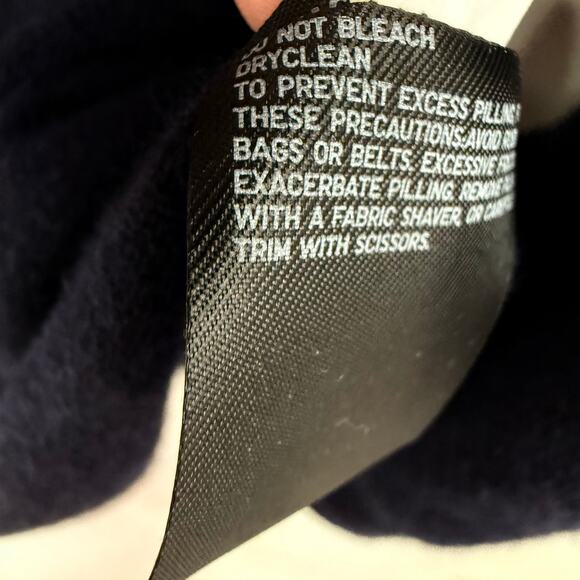 DO NOT BLEACH
DRYCLEAN
TO PREVENT EXCESS PILLING
THESE PRECAUTIONS:AVOID
BAGS OR BELTS. EXCESSIVE
EXACERBATE PILLING. REMOVE
WITH A FABRIC SHAVER, OR
TRIM WITH SCISSORS.